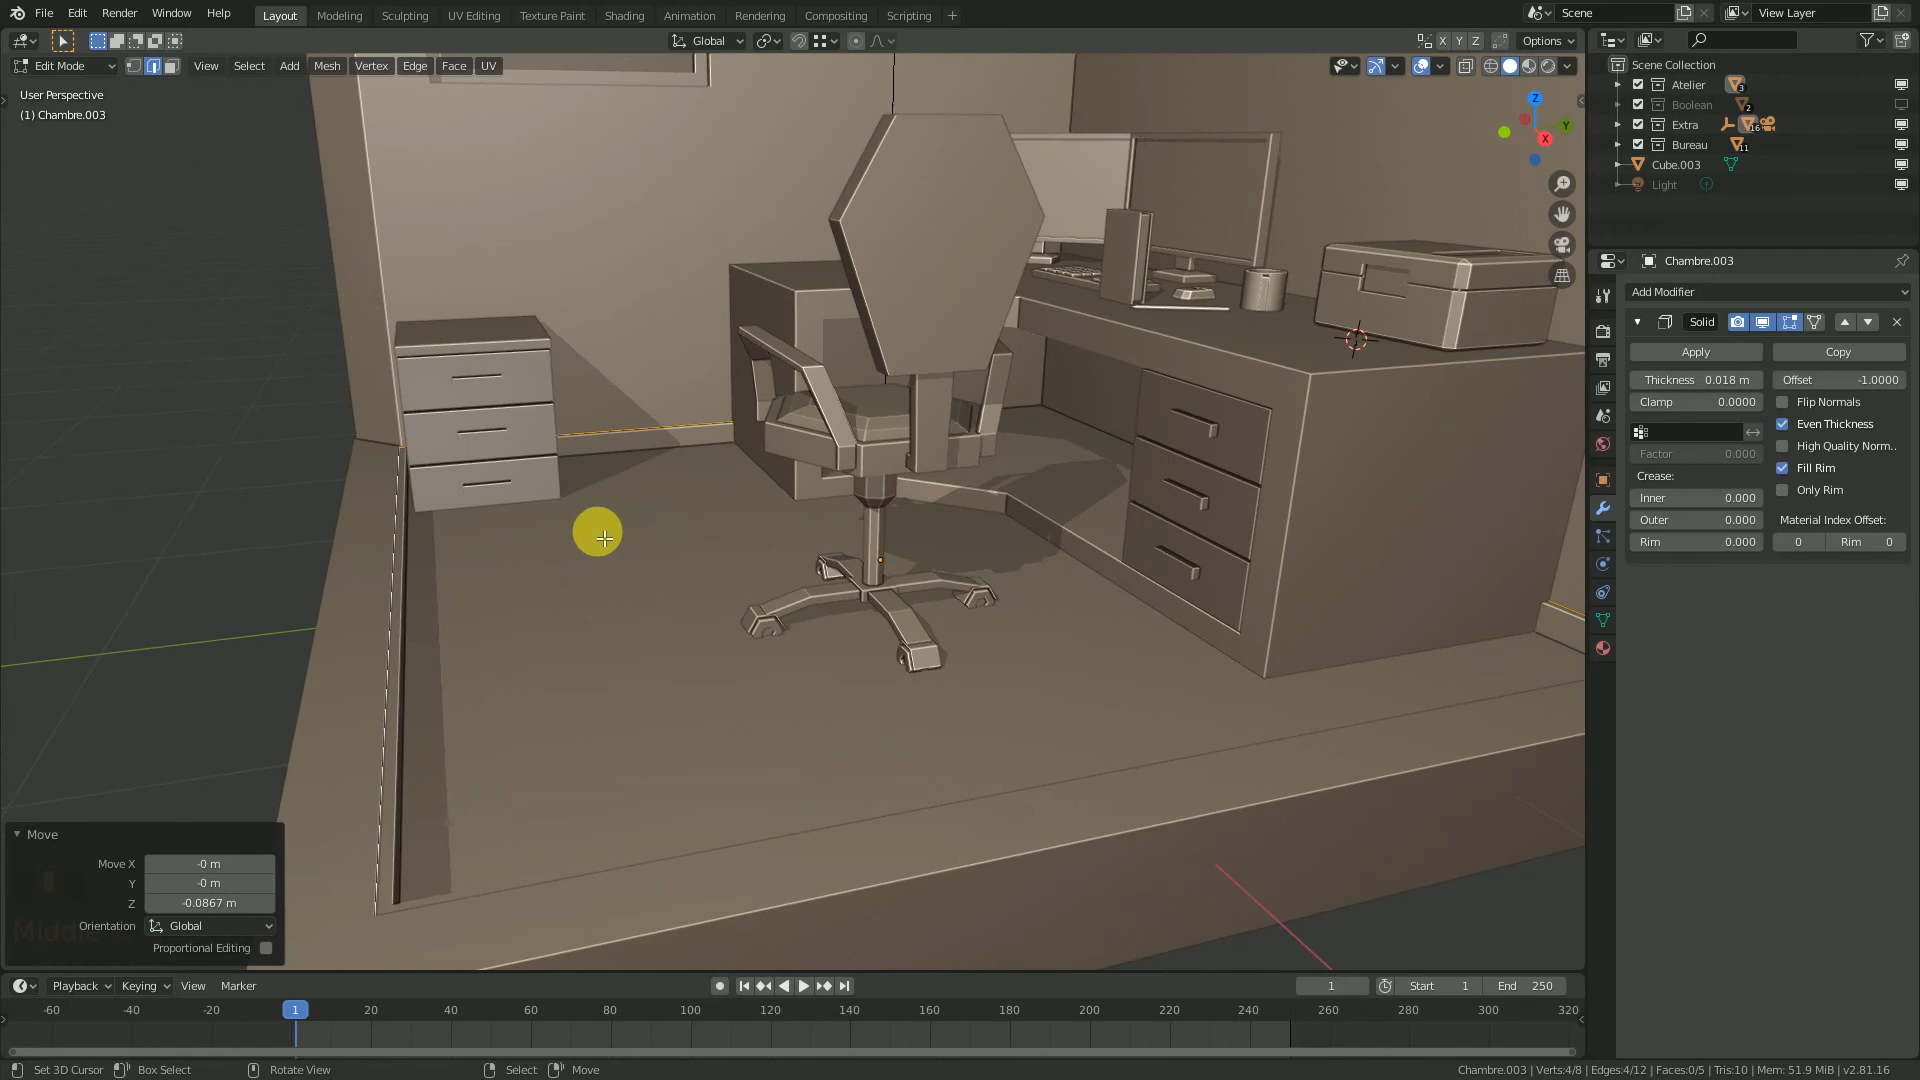 File Edit Render Window Help
Layout Modeling Sculpting UV Editing Texture Paint Shading Animation Rendering Compositing Scripting +
Scene View Layer
Global X Y Z Options
Edit Mode View Select Add Mesh Vertex Edge Face UV
User Perspective
(1) Chambre.003
Z
Y
X
Scene Collection
Atelier 3
Boolean 2
Extra 16
Bureau 11
Cube.003
Light
Chambre.003
Add Modifier
Solid
Apply Copy
Thickness 0.018 m Offset -1.0000
Clamp 0.0000 Flip Normals
Even Thickness
High Quality Norm..
Factor 0.000
Fill Rim
Crease:
Only Rim
Inner 0.000
Outer 0.000 Material Index Offset:
Rim 0.000 0 Rim 0
Move
Move X -0 m
Y -0 m
Z -0.0867 m
Orientation Global
Proportional Editing
Middle
Playback Keying View Marker
1 Start 1 End 250
-60 -40 -20 1 20 40 60 80 100 120 140 160 180 200 220 240 260 280 300 320
Set 3D Cursor Box Select Rotate View Select Move
Chambre.003 | Verts:4/8 | Edges:4/12 | Faces:0/5 | Tris:10 | Mem: 51.9 MiB | v2.81.16